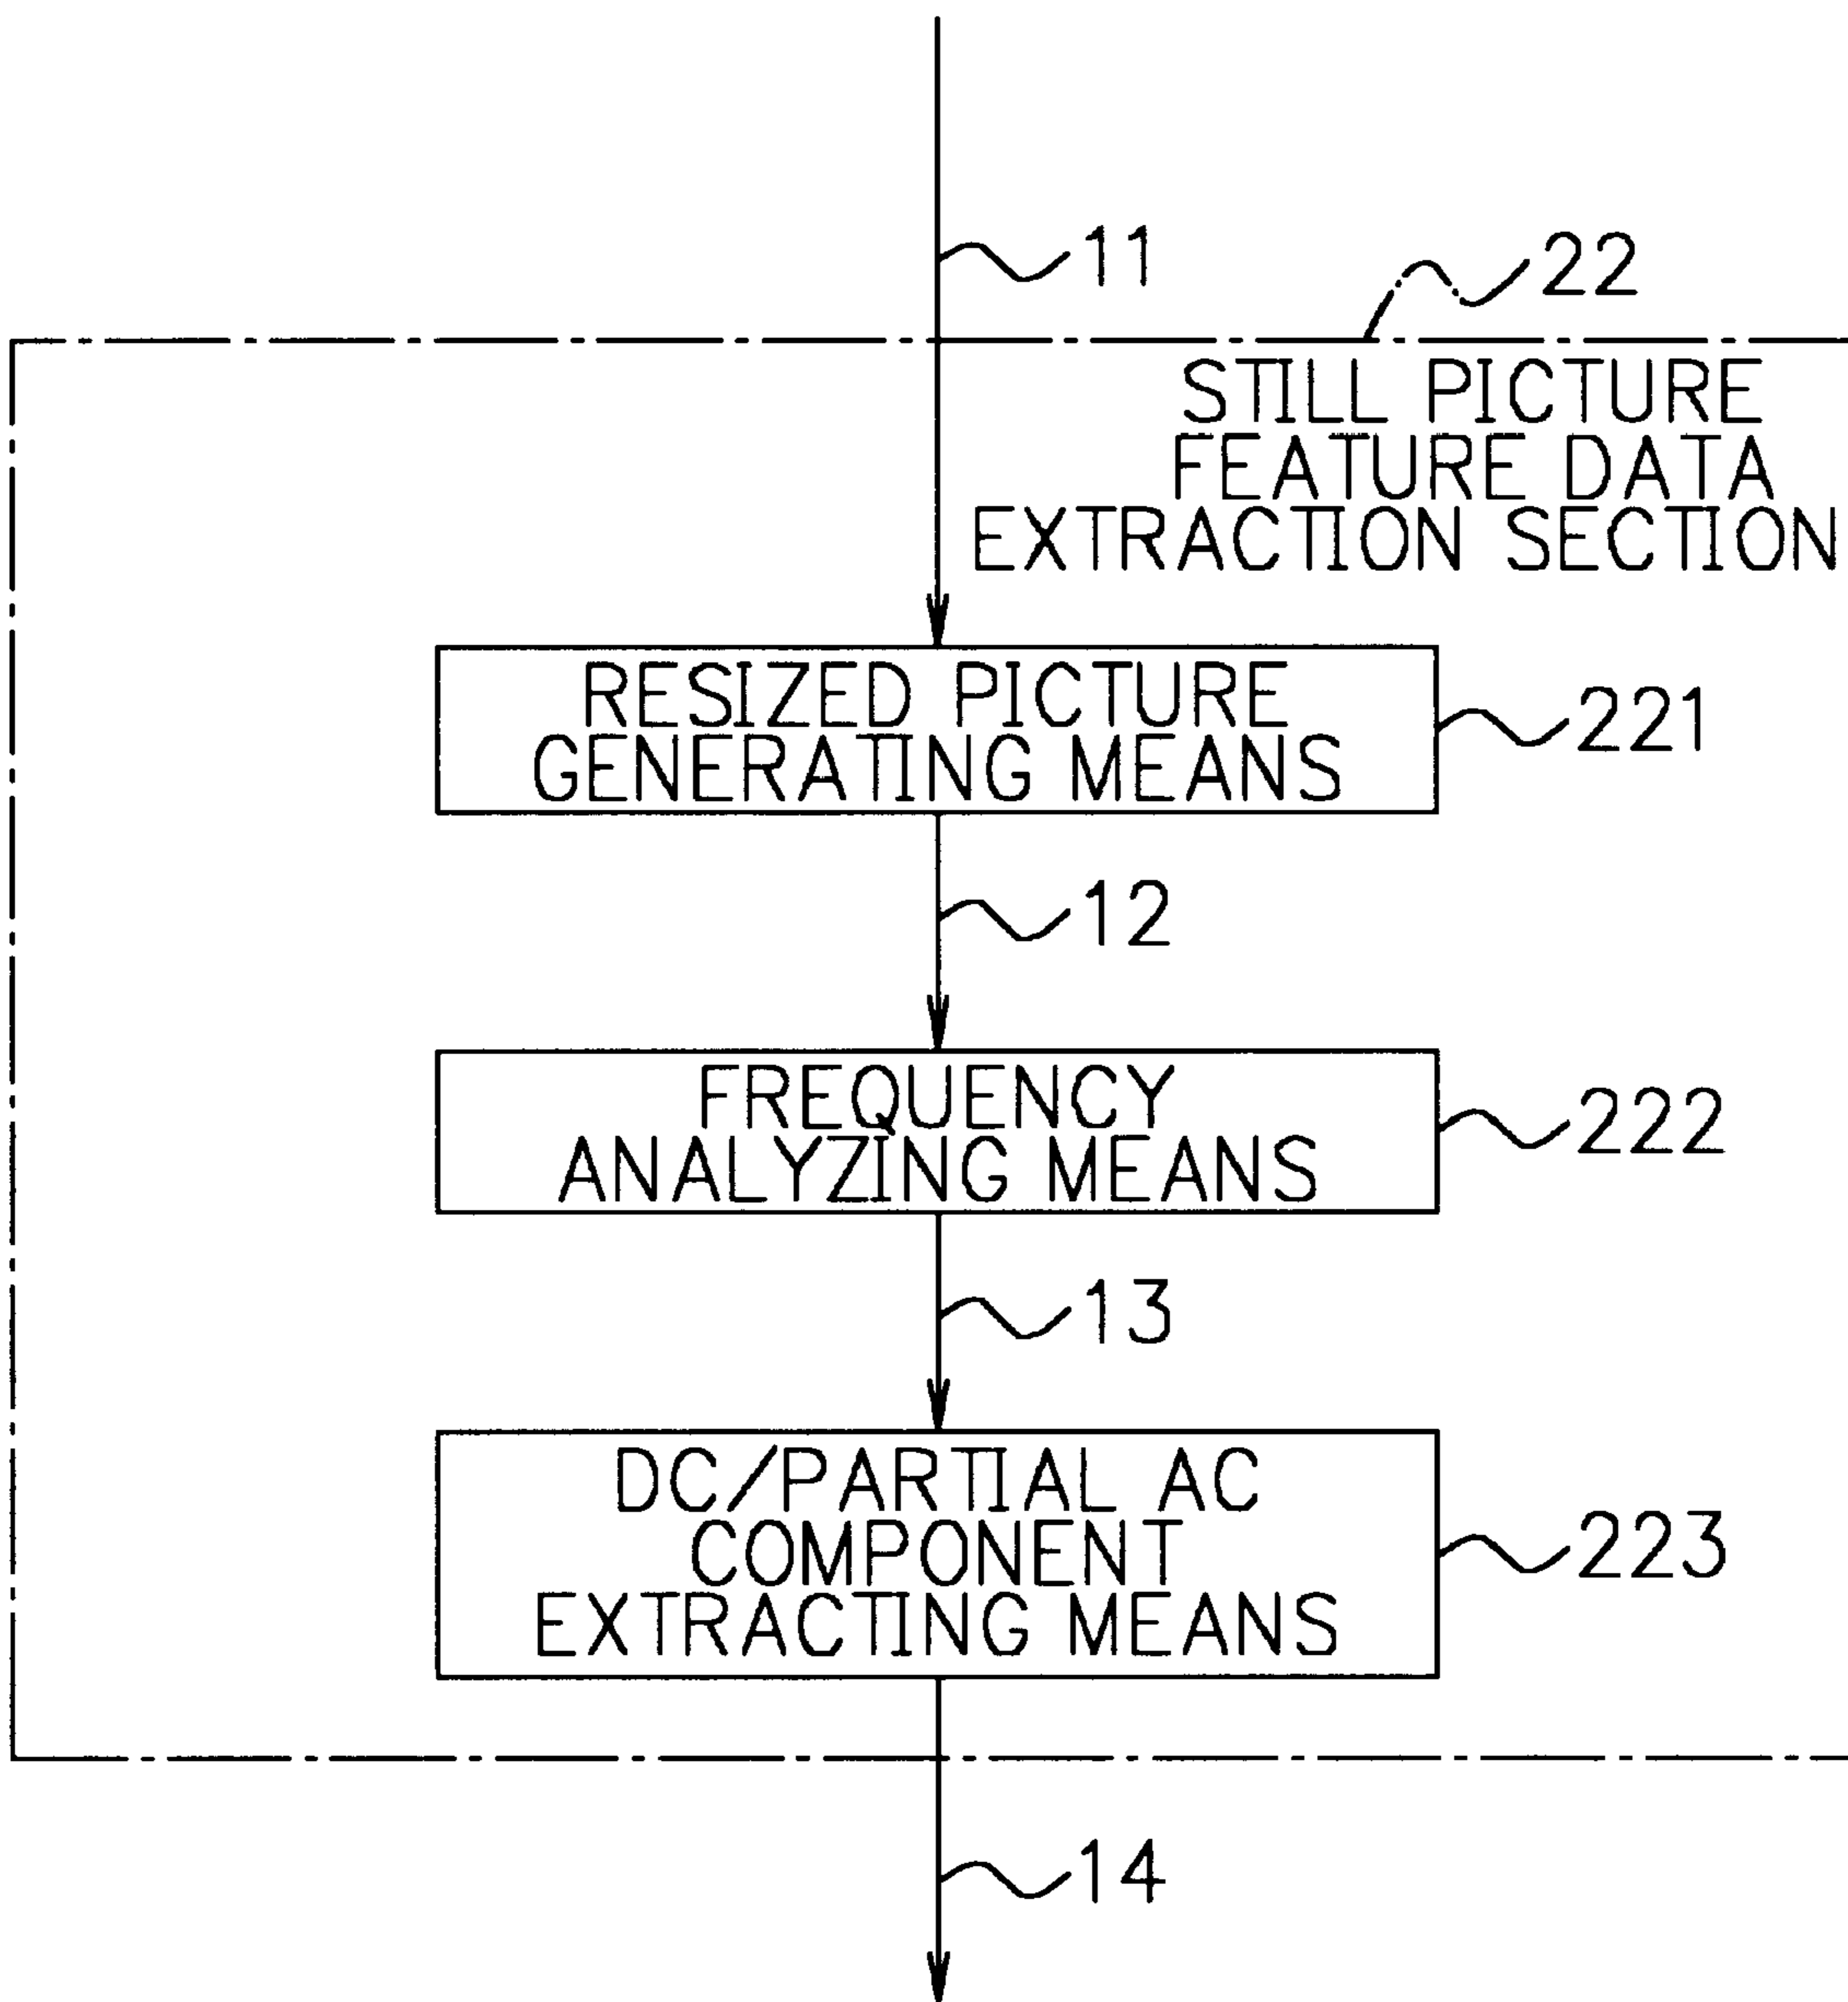 11
22
STILL PICTURE
FEATURE DATA
EXTRACTION SECTION
RESIZED PICTURE
GENERATING MEANS
221
12
FREQUENCY
ANALYZING MEANS
222
13
DC/PARTIAL AC
COMPONENT
EXTRACTING MEANS
223
14